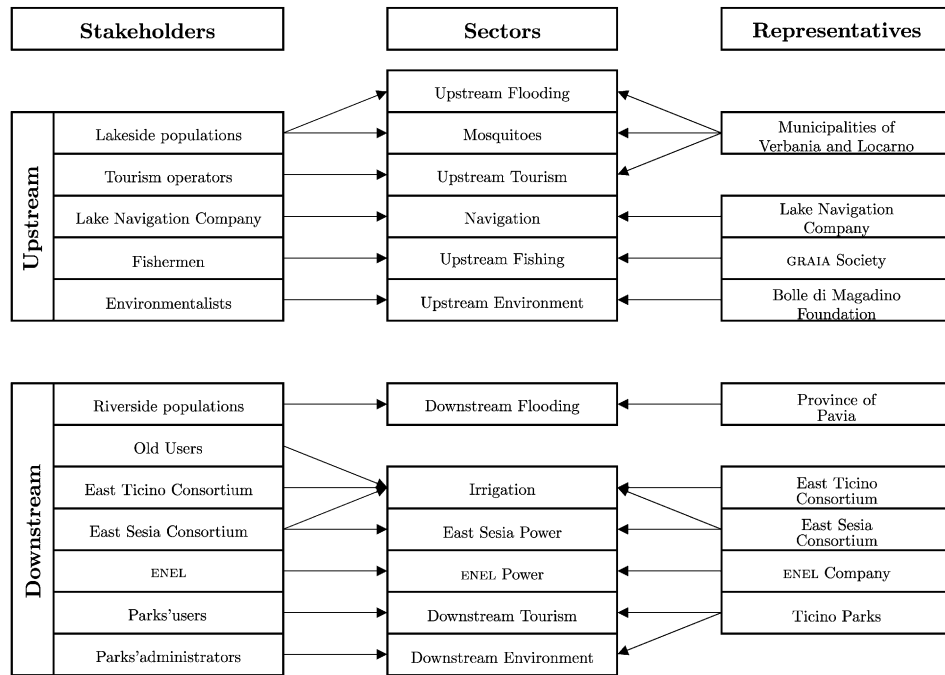 Stakeholders
Sectors
Representatives
Upstream
Lakeside populations
Tourism operators
Lake Navigation Company
Fishermen
Environmentalists
Upstream Flooding
Mosquitoes
Upstream Tourism
Navigation
Upstream Fishing
Upstream Environment
Municipalities of
Verbania and Locarno
Lake Navigation
Company
GRAIA Society
Bolle di Magadino
Foundation
Downstream
Riverside populations
Old Users
East Ticino Consortium
East Sesia Consortium
ENEL
Parks'users
Parks'administrators
Downstream Flooding
Irrigation
East Sesia Power
ENEL Power
Downstream Tourism
Downstream Environment
Province of
Pavia
East Ticino
Consortium
East Sesia
Consortium
ENEL Company
Ticino Parks